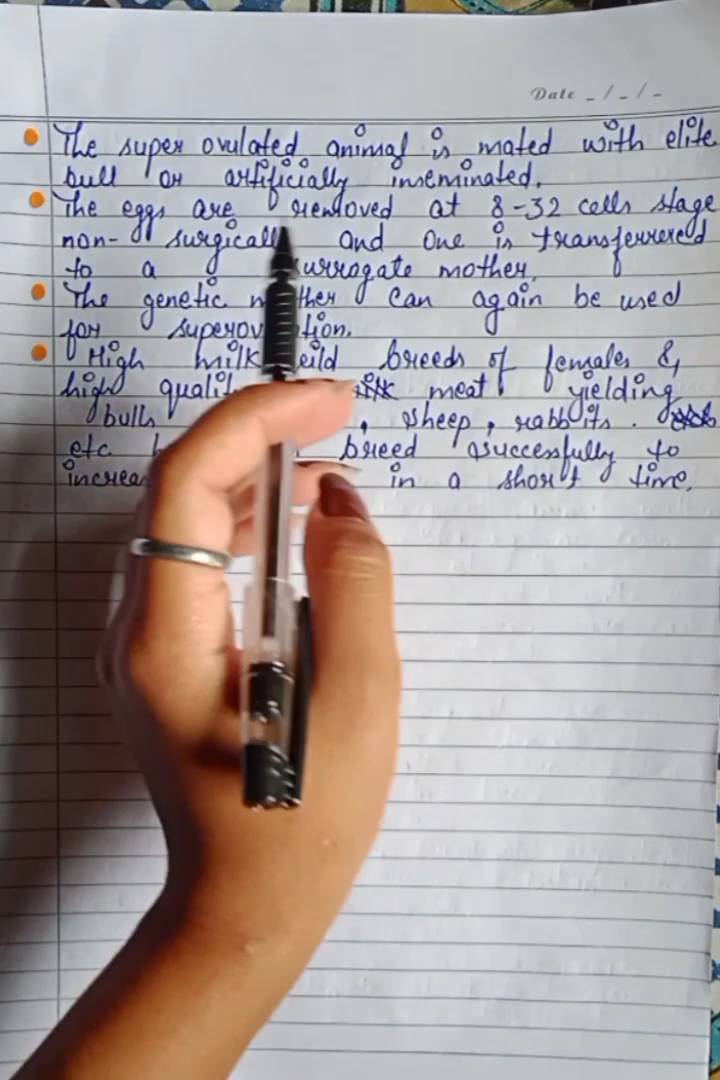 Date _/_/_
The super ovulated animal is mated with elite
bull or artificially inseminated.
The eggs are removed at 8-32 cells stage
non- surgically and one is transferrered
to a surrogate mother.
The genetic mother can again be used
for superovulation.
High milk yeild breeds of females &
high quality meat yielding
bulls , sheep, rabbits.
etc breed successfully to
increase in a short time.